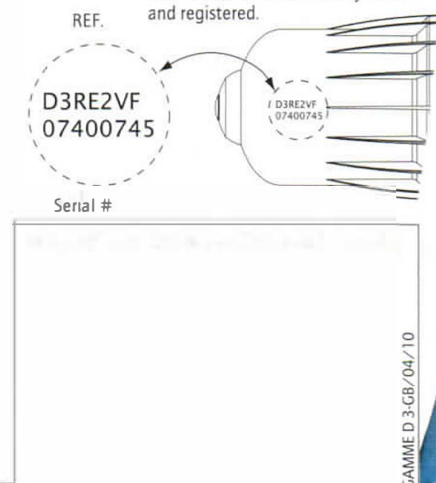 and registered.
REF.
D3RE2VF
07400745
D3RE2VF
07400745
Serial #
GAMME D 3-GB/04/10